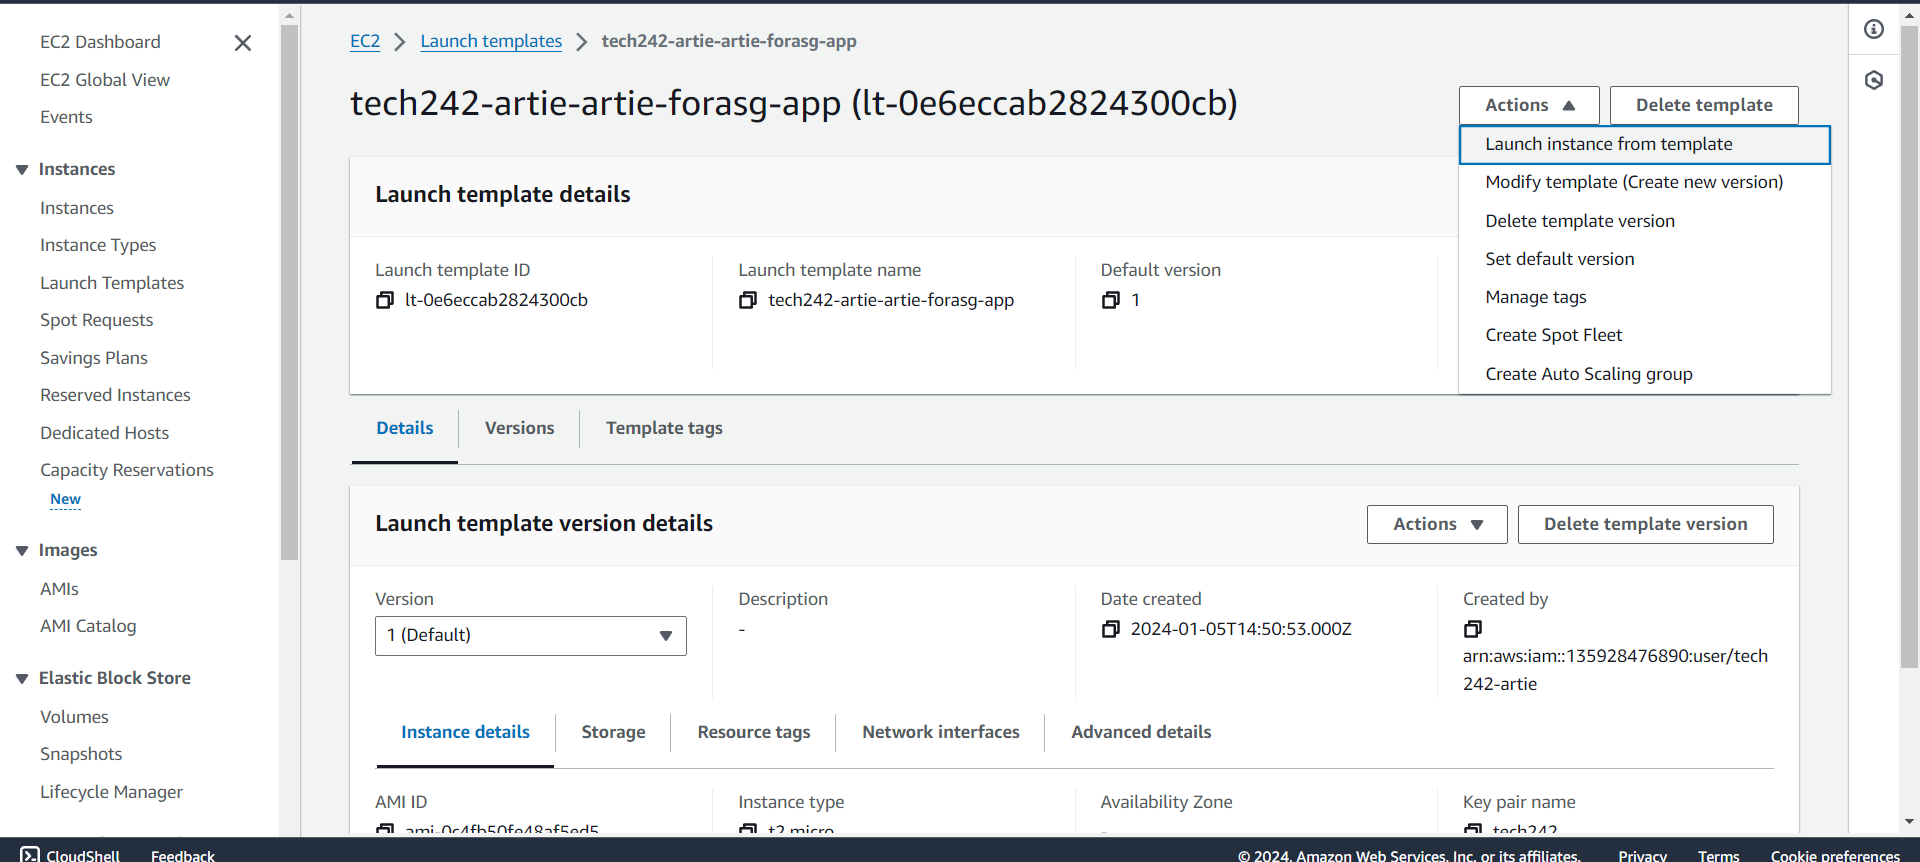 EC2 Dashboard
EC2 Global View
Events
Instances
Instances
Instance Types
Launch Templates
Spot Requests
Savings Plans
Reserved Instances
Dedicated Hosts
Capacity Reservations
New
Images
AMIs
AMI Catalog
Elastic Block Store
Volumes
Snapshots
Lifecycle Manager
EC2 > Launch templates > tech242-artie-artie-forasg-app
tech242-artie-artie-forasg-app (lt-0e6eccab2824300cb)
Actions
Delete template
Launch instance from template
Modify template (Create new version)
Delete template version
Set default version
Manage tags
Create Spot Fleet
Create Auto Scaling group
Launch template details
Launch template ID
lt-0e6eccab2824300cb
Launch template name
tech242-artie-artie-forasg-app
Default version
1
Details
Versions
Template tags
Launch template version details
Actions
Delete template version
Version
1 (Default)
Description
-
Date created
2024-01-05T14:50:53.000Z
Created by
arn:aws:iam::135928476890:user/tech
242-artie
Instance details
Storage
Resource tags
Network interfaces
Advanced details
AMI ID
ami-0c4fb50fe48af5ed5
Instance type
t2.micro
Availability Zone
-
Key pair name
tech242
CloudShell
Feedback
© 2024, Amazon Web Services, Inc. or its affiliates.
Privacy
Terms
Cookie preferences